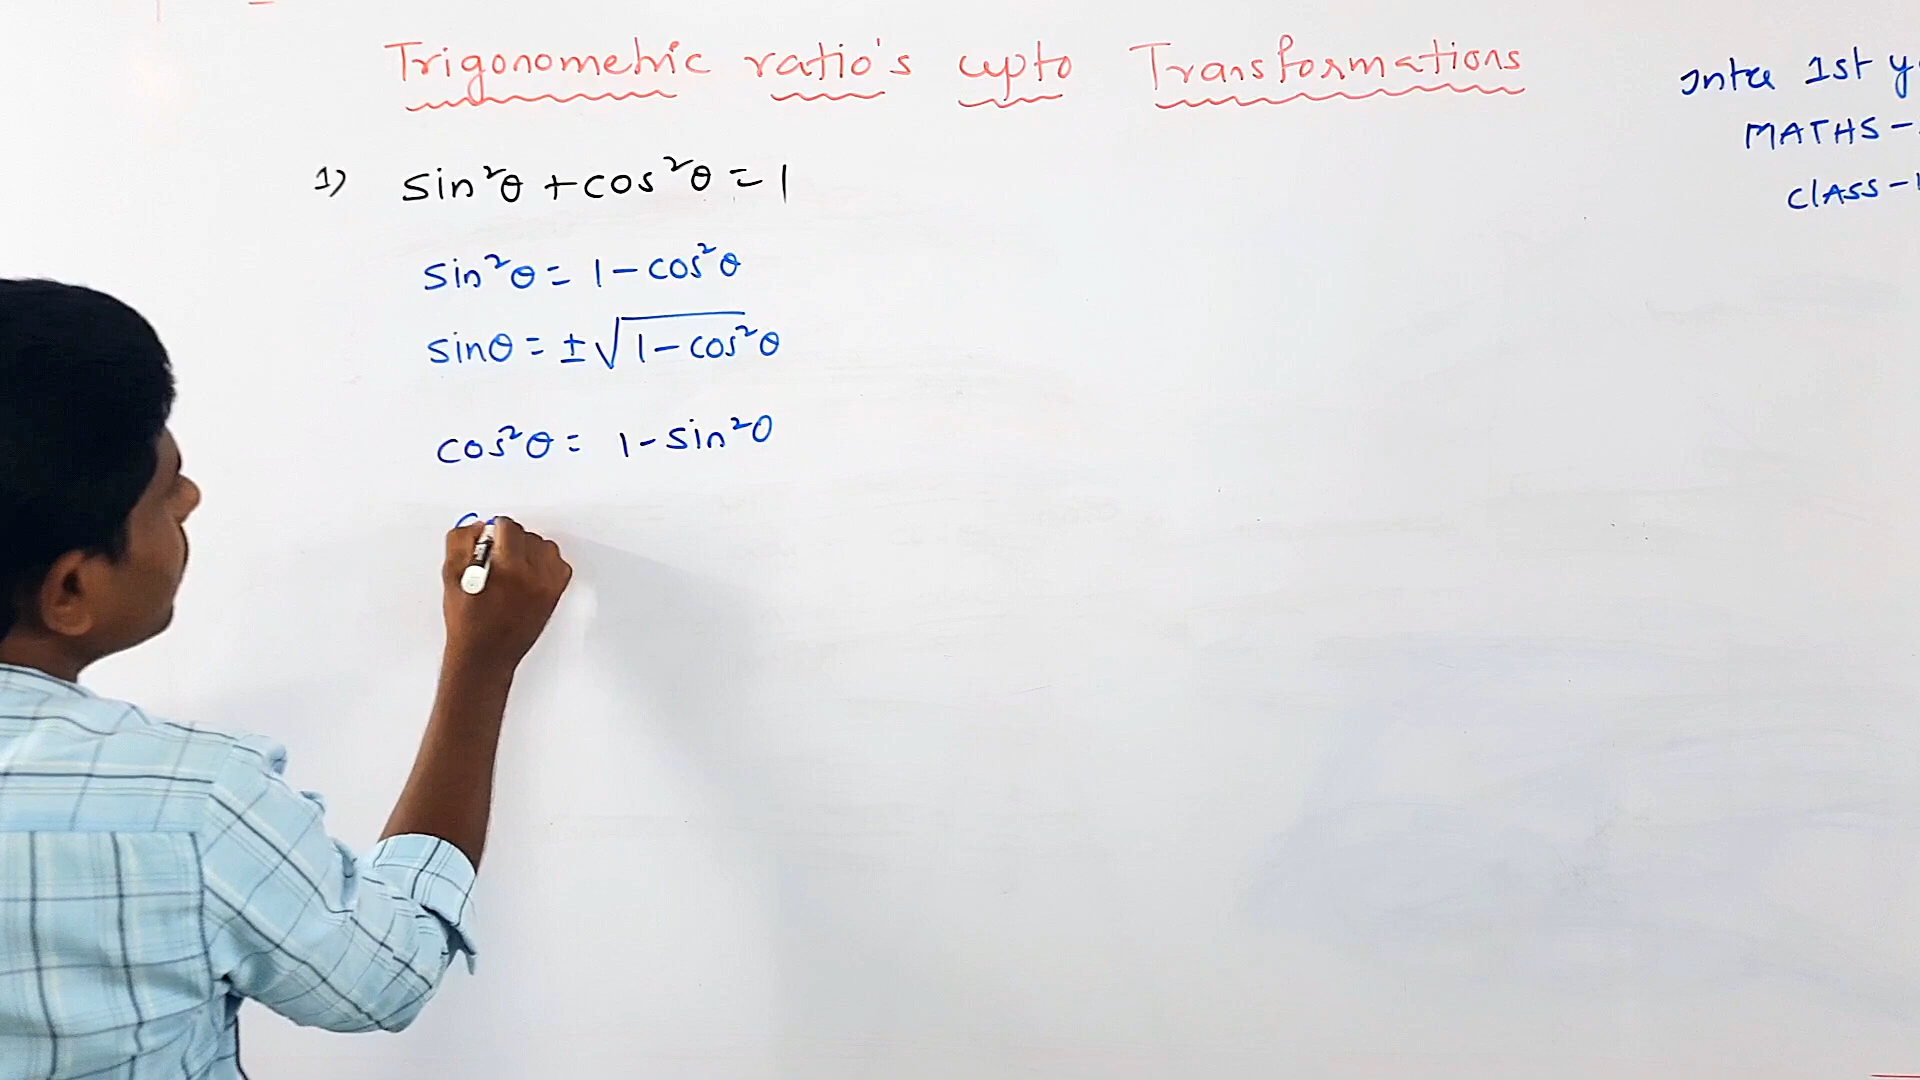 Trigonometric ratio's upto Transformations
Inter 1st y
MATHS -
CLASS -
1) sin²θ + cos²θ = 1
sin²θ = 1 - cos²θ
sinθ = ±√1 - cos²θ
cos²θ = 1 - sin²θ